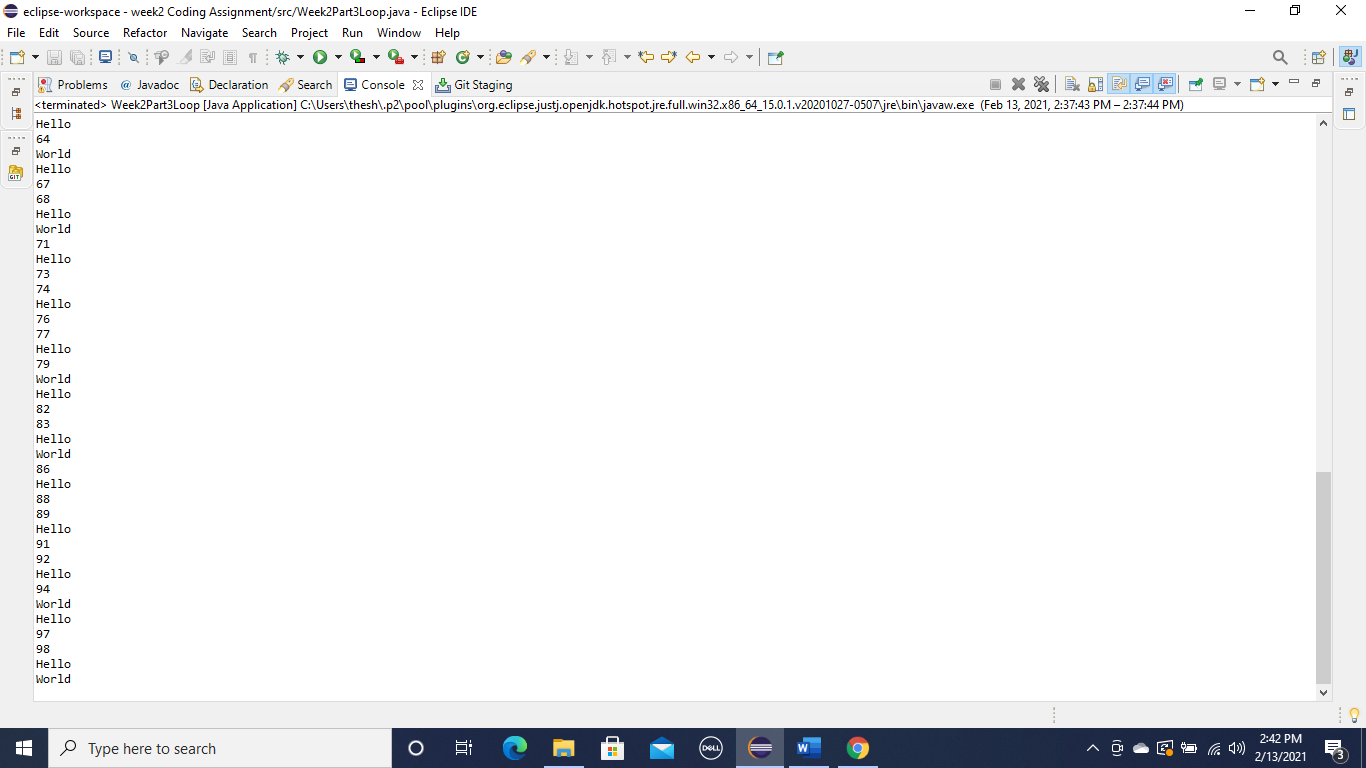 eclipse-workspace - week2 Coding Assignment/src/Week2Part3Loop.java - Eclipse IDE
File Edit Source Refactor Navigate Search Project Run Window Help
Problems @ Javadoc Declaration Search Console Git Staging
<terminated> Week2Part3Loop [Java Application] C:\Users\thesh\.p2\pool\plugins\org.eclipse.justj.openjdk.hotspot.jre.full.win32.x86_64_15.0.1.v20201027-0507\jre\bin\javaw.exe (Feb 13, 2021, 2:37:43 PM – 2:37:44 PM)
Hello
64
World
Hello
67
68
Hello
World
71
Hello
73
74
Hello
76
77
Hello
79
World
Hello
82
83
Hello
World
86
Hello
88
89
Hello
91
92
Hello
94
World
Hello
97
98
Hello
World
GIT
Type here to search
DELL
W
2:42 PM
2/13/2021
3